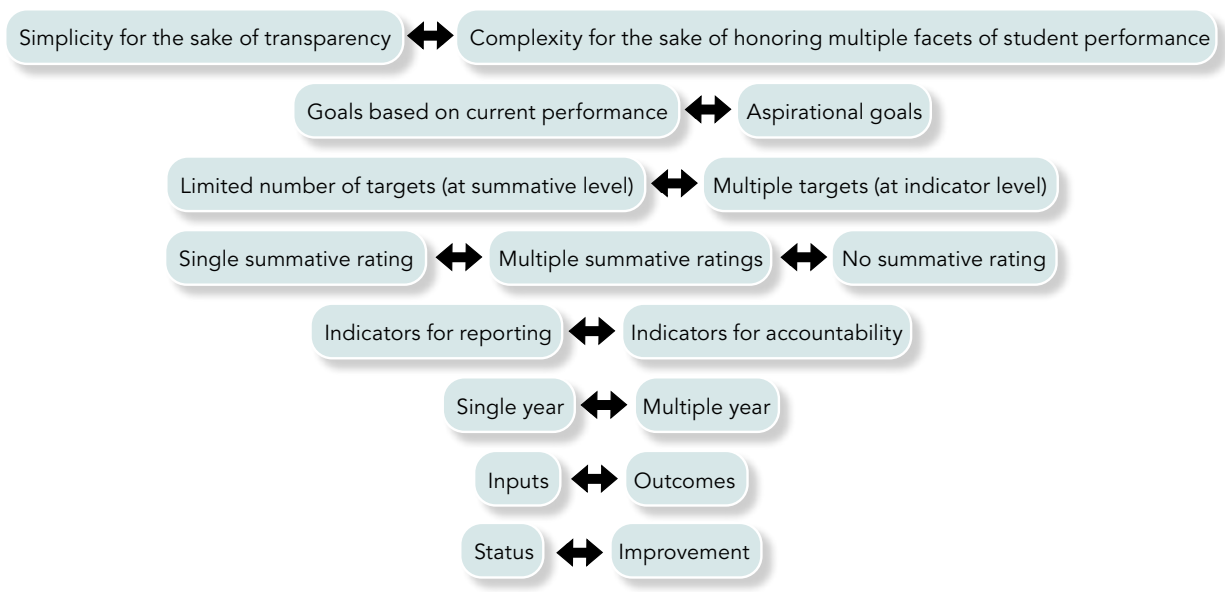 Simplicity for the sake of transparency Complexity for the sake of honoring multiple facets of student performance
Goals based on current performance Aspirational goals
Limited number of targets (at summative level) Multiple targets (at indicator level)
Single summative rating Multiple summative ratings No summative rating
Indicators for reporting Indicators for accountability
Single year Multiple year
Inputs Outcomes
Status Improvement